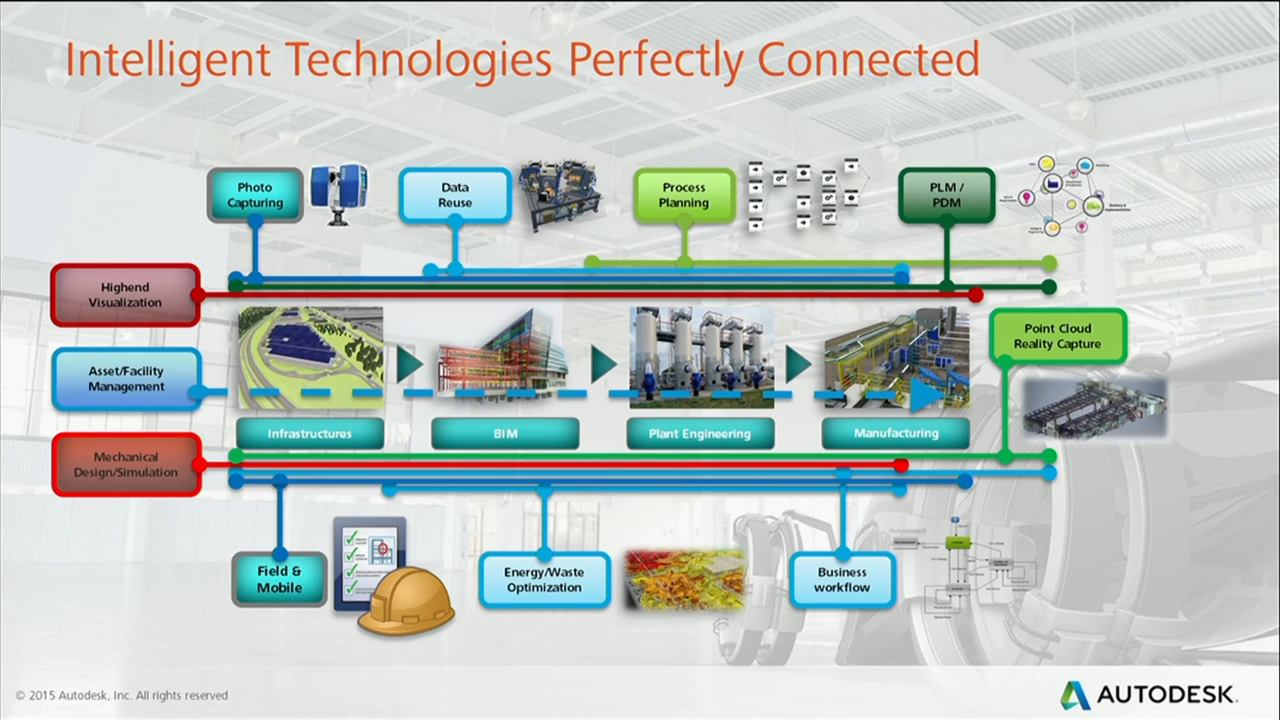 Intelligent Technologies Perfectly Connected
Photo
Capturing
Data
Reuse
Process
Planning
PLM /
PDM
Highend
Visualization
Point Cloud
Reality Capture
Asset/Facility
Management
Infrastructures
BIM
Plant Engineering
Manufacturing
Mechanical
Design/Simulation
Field &
Mobile
Energy/Waste
Optimization
Business
workflow
© 2015 Autodesk, Inc. All rights reserved
AUTODESK.